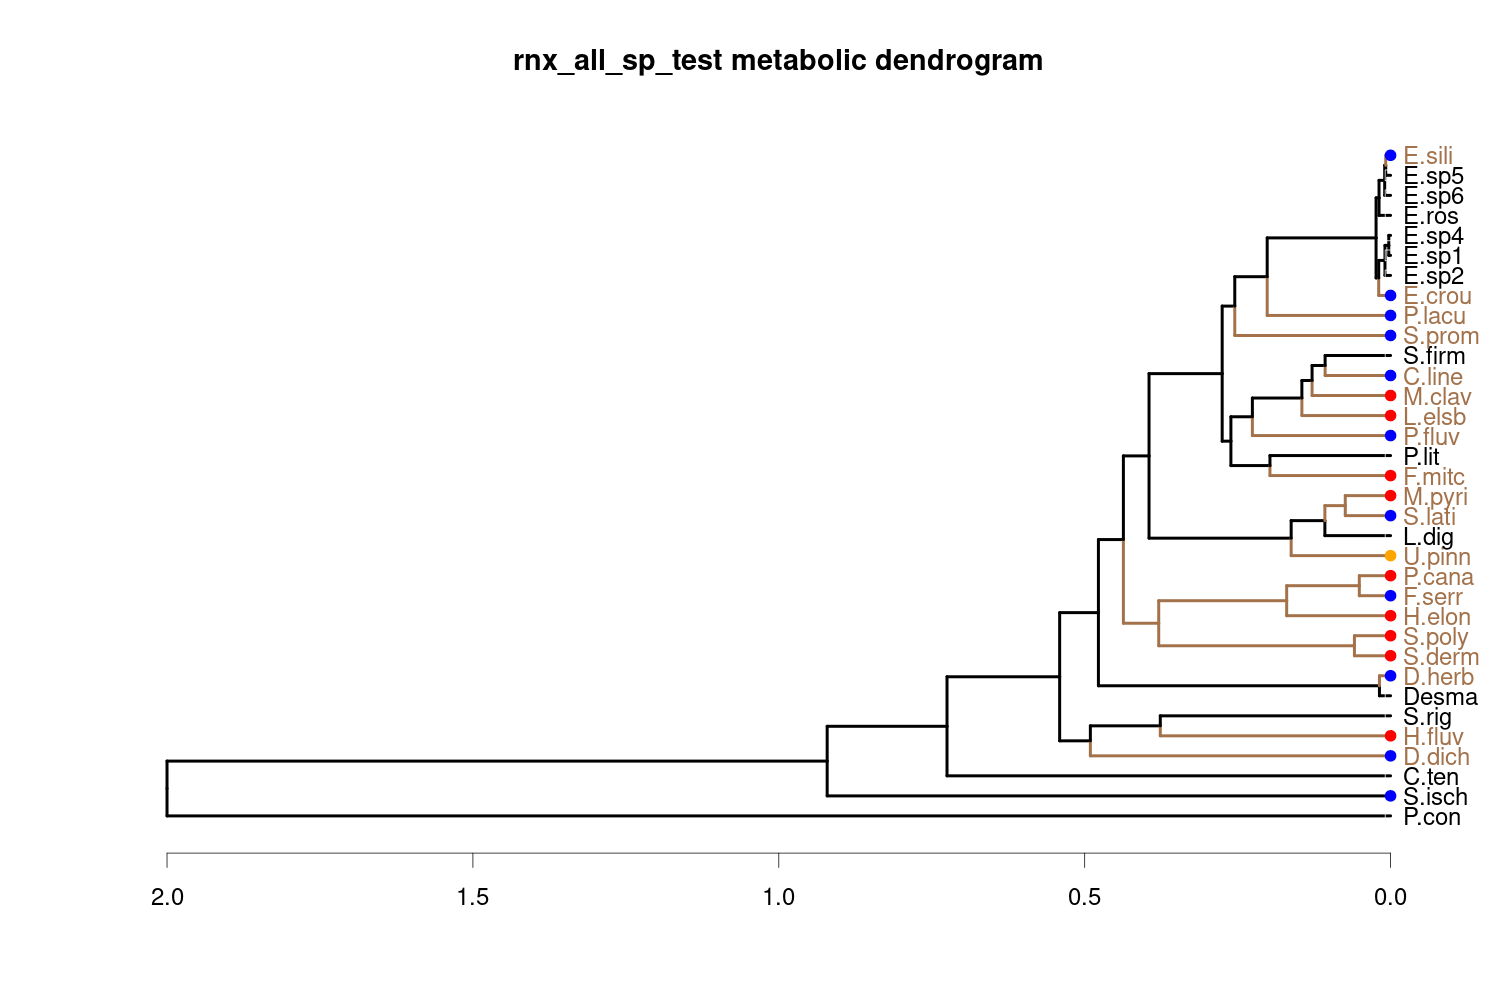 rnx_all_sp_test metabolic dendrogram
E.sili
E.sp5
E.sp6
E.ros
E.sp4
E.sp1
E.sp2
E.crou
P.lacu
S.prom
S.firm
C.line
M.clav
L.elsb
P.fluv
P.lit
F.mitc
M.pyri
S.lati
L.dig
U.pinn
P.cana
F.serr
H.elon
S.poly
S.derm
D.herb
Desma
S.rig
H.fluv
D.dich
C.ten
S.isch
P.con
2.0 1.5 1.0 0.5 0.0